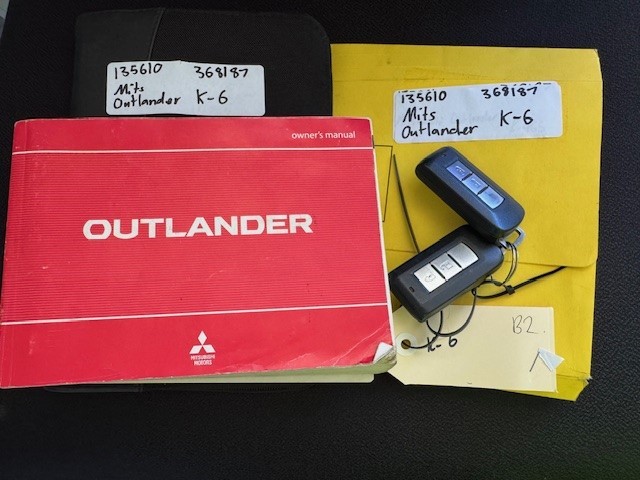 135610 368187
Mits
Outlander K-6
135610 368187
Mits
Outlander K-6
owner's manual
OUTLANDER
MITSUBISHI
MOTORS
B2.
K-6